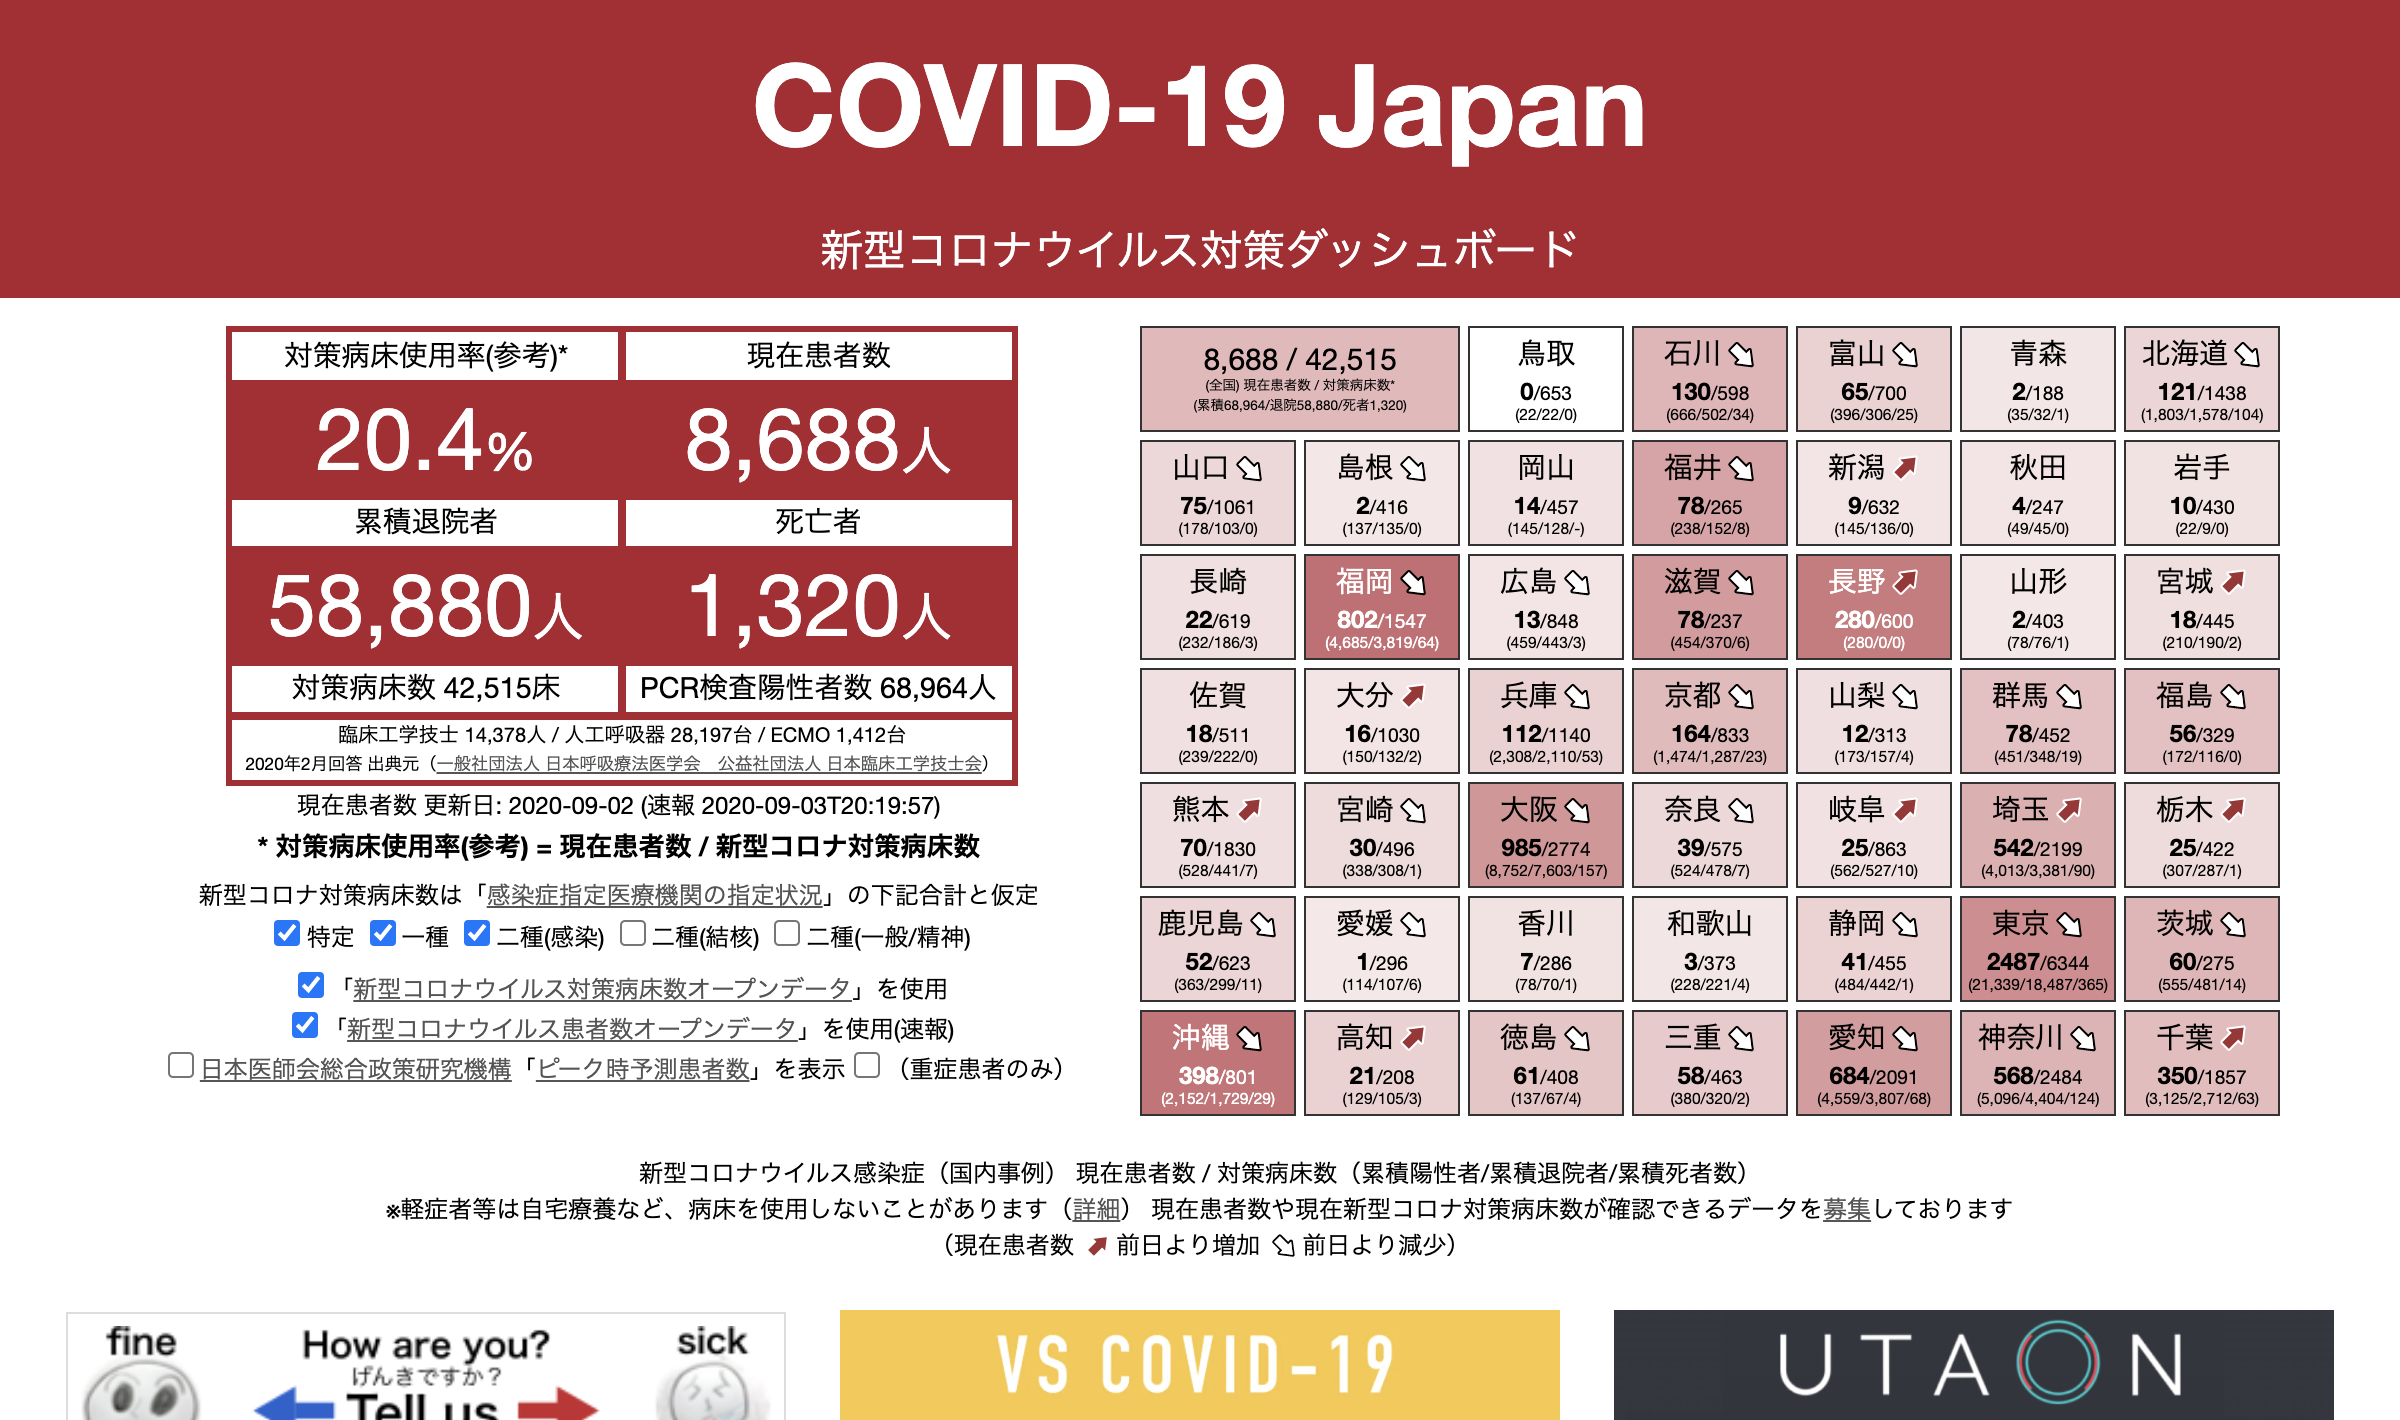 COVID-19 Japan
新型コロナウイルス対策ダッシュボード
対策病床使用率(参考)*
現在患者数
20.4%
8,688人
累積退院者
死亡者
58,880人
1,320人
対策病床数 42,515床
PCR検査陽性者数 68,964人
臨床工学技士 14,378人 / 人工呼吸器 28,197台 / ECMO 1,412台
2020年2月回答 出典元（一般社団法人 日本呼吸療法医学会　公益社団法人 日本臨床工学技士会）
現在患者数 更新日: 2020-09-02 (速報 2020-09-03T20:19:57)
* 対策病床使用率(参考) = 現在患者数 / 新型コロナ対策病床数
新型コロナ対策病床数は「感染症指定医療機関の指定状況」の下記合計と仮定
特定 一種 二種(感染) 二種(結核) 二種(一般/精神)
「新型コロナウイルス対策病床数オープンデータ」を使用
「新型コロナウイルス患者数オープンデータ」を使用(速報)
日本医師会総合政策研究機構「ピーク時予測患者数」を表示 （重症患者のみ）
8,688 / 42,515
(全国) 現在患者数 / 対策病床数*
(累積68,964/退院58,880/死者1,320)
鳥取
0/653
(22/22/0)
石川
130/598
(666/502/34)
富山
65/700
(396/306/25)
青森
2/188
(35/32/1)
北海道
121/1438
(1,803/1,578/104)
山口
75/1061
(178/103/0)
島根
2/416
(137/135/0)
岡山
14/457
(145/128/-)
福井
78/265
(238/152/8)
新潟
9/632
(145/136/0)
秋田
4/247
(49/45/0)
岩手
10/430
(22/9/0)
長崎
22/619
(232/186/3)
福岡
802/1547
(4,685/3,819/64)
広島
13/848
(459/443/3)
滋賀
78/237
(454/370/6)
長野
280/600
(280/0/0)
山形
2/403
(78/76/1)
宮城
18/445
(210/190/2)
佐賀
18/511
(239/222/0)
大分
16/1030
(150/132/2)
兵庫
112/1140
(2,308/2,110/53)
京都
164/833
(1,474/1,287/23)
山梨
12/313
(173/157/4)
群馬
78/452
(451/348/19)
福島
56/329
(172/116/0)
熊本
70/1830
(528/441/7)
宮崎
30/496
(338/308/1)
大阪
985/2774
(8,752/7,603/157)
奈良
39/575
(524/478/7)
岐阜
25/863
(562/527/10)
埼玉
542/2199
(4,013/3,381/90)
栃木
25/422
(307/287/1)
鹿児島
52/623
(363/299/11)
愛媛
1/296
(114/107/6)
香川
7/286
(78/70/1)
和歌山
3/373
(228/221/4)
静岡
41/455
(484/442/1)
東京
2487/6344
(21,339/18,487/365)
茨城
60/275
(555/481/14)
沖縄
398/801
(2,152/1,729/29)
高知
21/208
(129/105/3)
徳島
61/408
(137/67/4)
三重
58/463
(380/320/2)
愛知
684/2091
(4,559/3,807/68)
神奈川
568/2484
(5,096/4,404/124)
千葉
350/1857
(3,125/2,712/63)
新型コロナウイルス感染症（国内事例） 現在患者数 / 対策病床数（累積陽性者/累積退院者/累積死者数）
※軽症者等は自宅療養など、病床を使用しないことがあります（詳細） 現在患者数や現在新型コロナ対策病床数が確認できるデータを募集しております
（現在患者数 前日より増加 前日より減少）
fine
How are you?
sick
げんきですか？
Tell us
VS COVID-19
UTAON